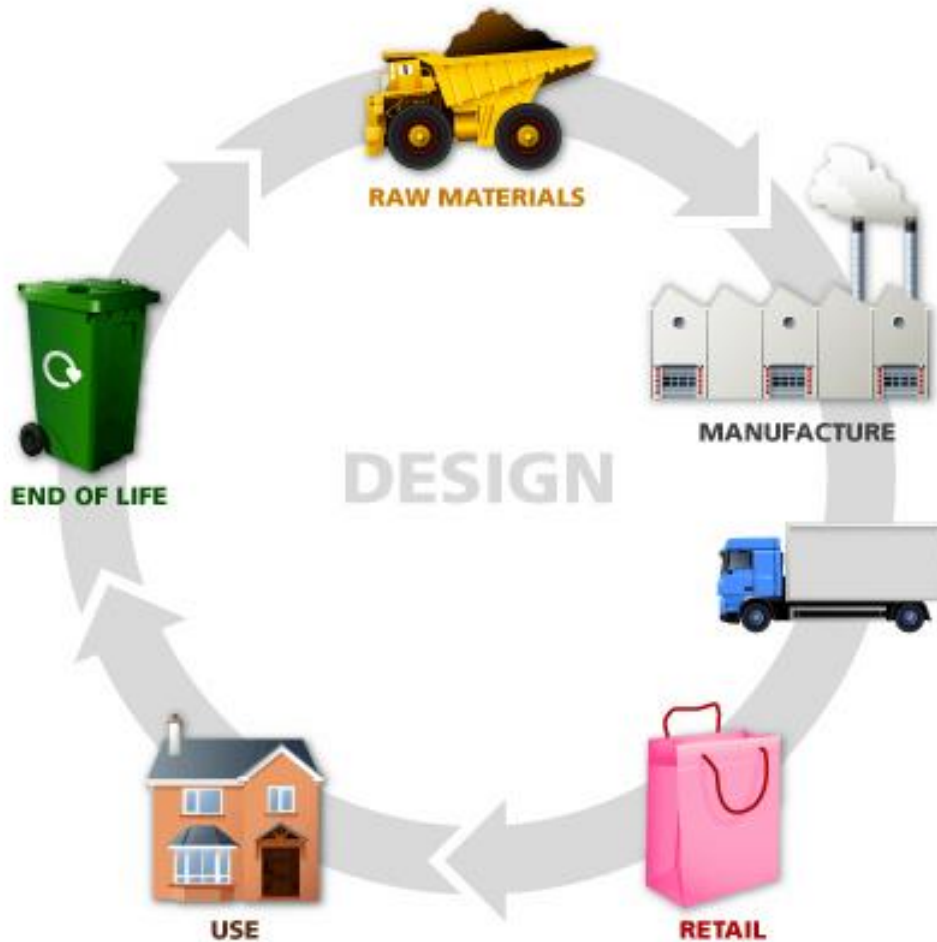 RAW MATERIALS
MANUFACTURE
DESIGN
END OF LIFE
RETAIL
USE